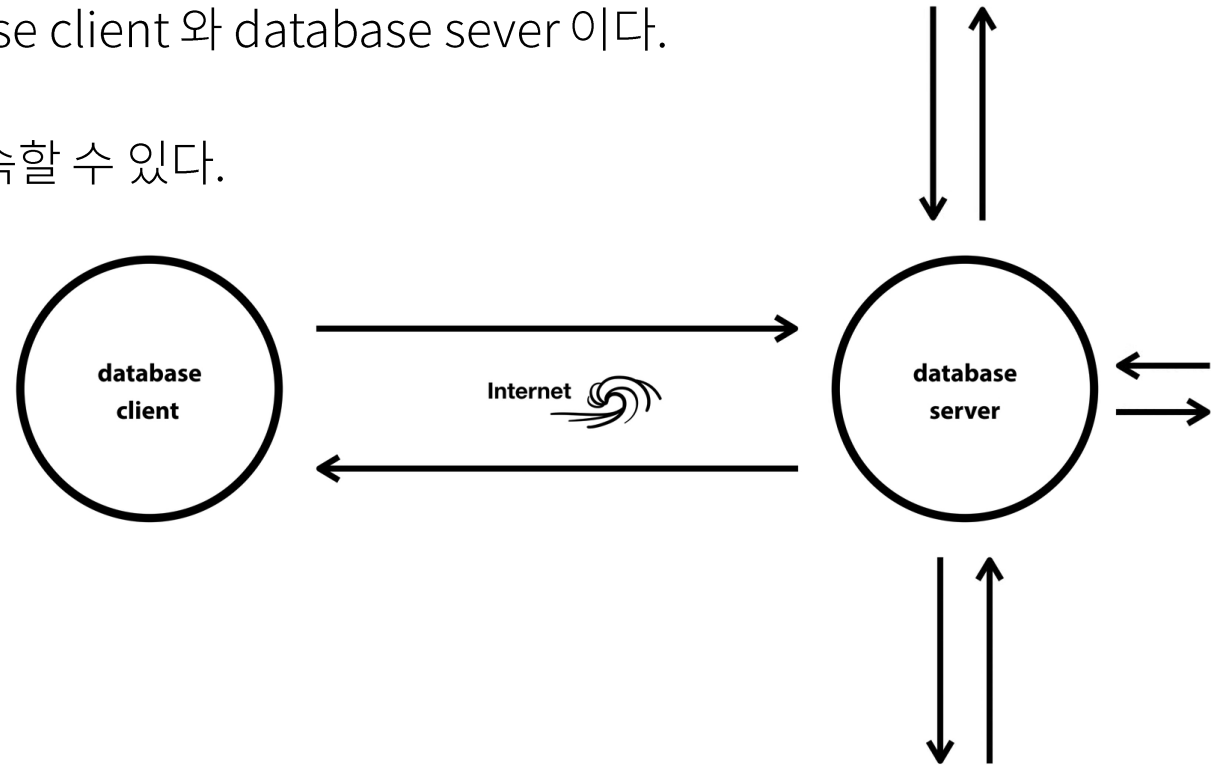 se client 와 database sever 이다.
속할 수 있다.
database
client
Internet
database
server